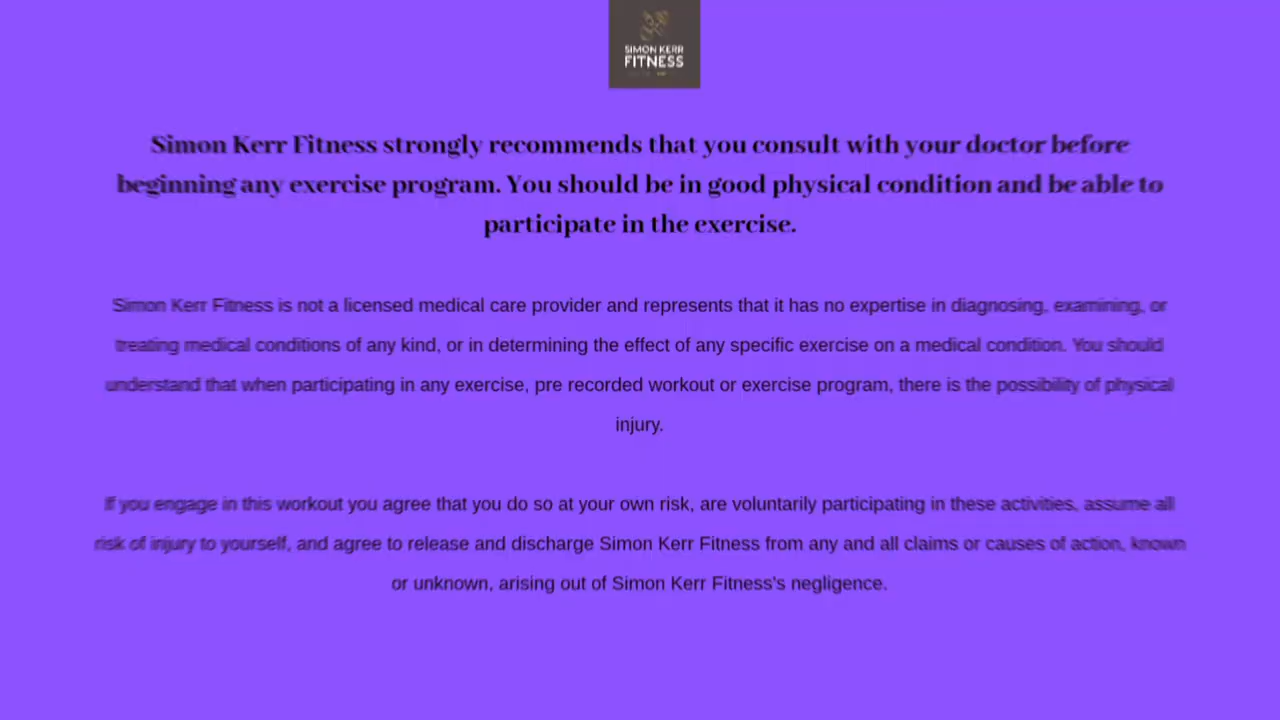 SIMON KERR
FITNESS
Simon Kerr Fitness strongly recommends that you consult with your doctor before
beginning any exercise program. You should be in good physical condition and be able to
participate in the exercise.
Simon Kerr Fitness is not a licensed medical care provider and represents that it has no expertise in diagnosing, examining, or
treating medical conditions of any kind, or in determining the effect of any specific exercise on a medical condition. You should
understand that when participating in any exercise, pre recorded workout or exercise program, there is the possibility of physical
injury.
If you engage in this workout you agree that you do so at your own risk, are voluntarily participating in these activities, assume all
risk of injury to yourself, and agree to release and discharge Simon Kerr Fitness from any and all claims or causes of action, known
or unknown, arising out of Simon Kerr Fitness's negligence.